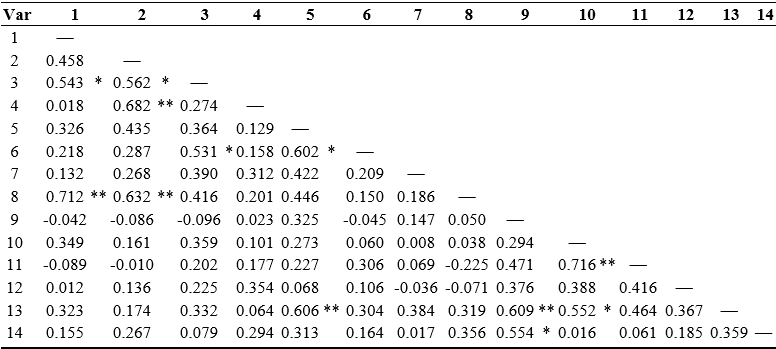 Var 1 2 3 4 5 6 7 8 9 10 11 12 13 14
1 —
2 0.458 —
3 0.543 * 0.562 * —
4 0.018 0.682 ** 0.274 —
5 0.326 0.435 0.364 0.129 —
6 0.218 0.287 0.531 * 0.158 0.602 * —
7 0.132 0.268 0.390 0.312 0.422 0.209 —
8 0.712 ** 0.632 ** 0.416 0.201 0.446 0.150 0.186 —
9 -0.042 -0.086 -0.096 0.023 0.325 -0.045 0.147 0.050 —
10 0.349 0.161 0.359 0.101 0.273 0.060 0.008 0.038 0.294 —
11 -0.089 -0.010 0.202 0.177 0.227 0.306 0.069 -0.225 0.471 0.716 ** —
12 0.012 0.136 0.225 0.354 0.068 0.106 -0.036 -0.071 0.376 0.388 0.416 —
13 0.323 0.174 0.332 0.064 0.606 ** 0.304 0.384 0.319 0.609 ** 0.552 * 0.464 0.367 —
14 0.155 0.267 0.079 0.294 0.313 0.164 0.017 0.356 0.554 * 0.016 0.061 0.185 0.359 —